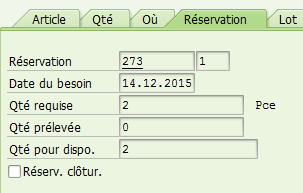 Article Qté Où Réservation Lot
Réservation 273 1
Date du besoin 14.12.2015
Qté requise 2 Pce
Qté prélevée 0
Qté pour dispo. 2
Réserv. clôtur.